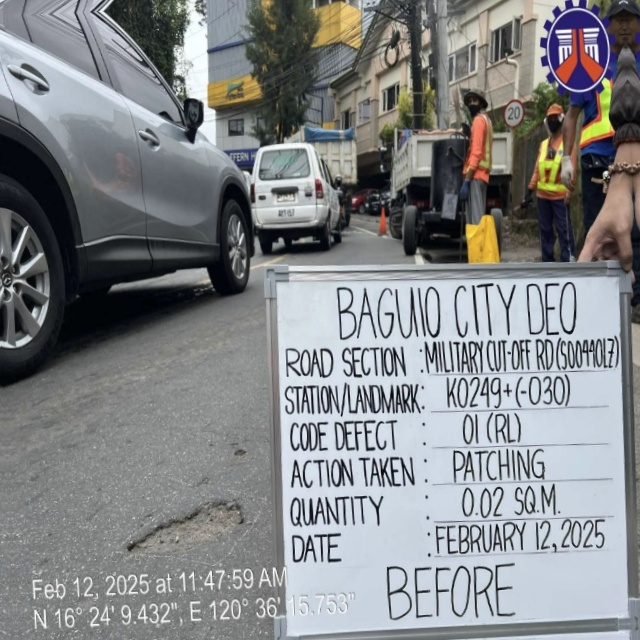 20
BAGUIO CITY DEO
ROAD SECTION : MILITARY CUT-OFF RD (S00440LZ)
STATION/LANDMARK: K0249+(-030)
CODE DEFECT : 01 (RL)
ACTION TAKEN : PATCHING
QUANTITY : 0.02 SQ.M.
DATE : FEBRUARY 12, 2025
BEFORE
Feb 12, 2025 at 11:47:59 AM
N 16° 24' 9.432", E 120° 36' 15.753"